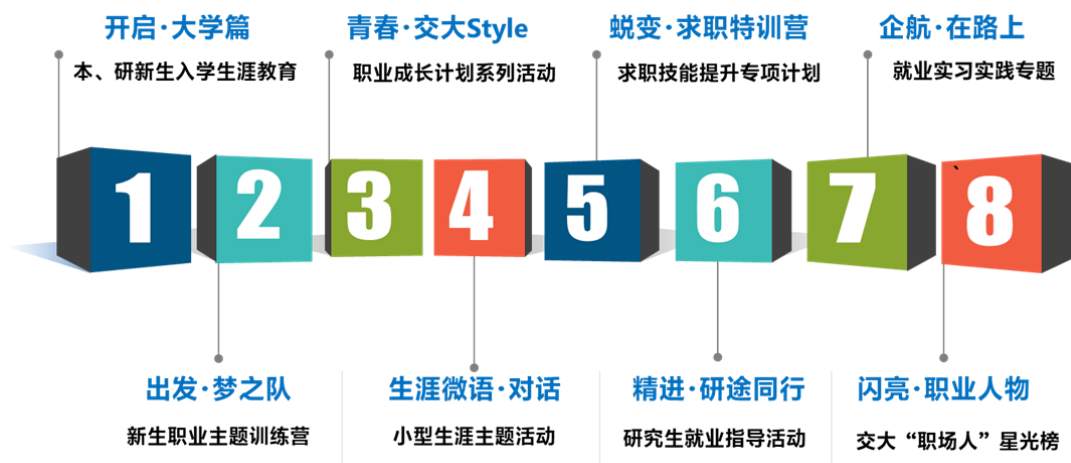 开启·大学篇
本、研新生入学生涯教育
青春·交大Style
职业成长计划系列活动
蜕变·求职特训营
求职技能提升专项计划
企航·在路上
就业实习实践专题
1
2
3
4
5
6
7
8
出发·梦之队
新生职业主题训练营
生涯微语·对话
小型生涯主题活动
精进·研途同行
研究生就业指导活动
闪亮·职业人物
交大“职场人”星光榜